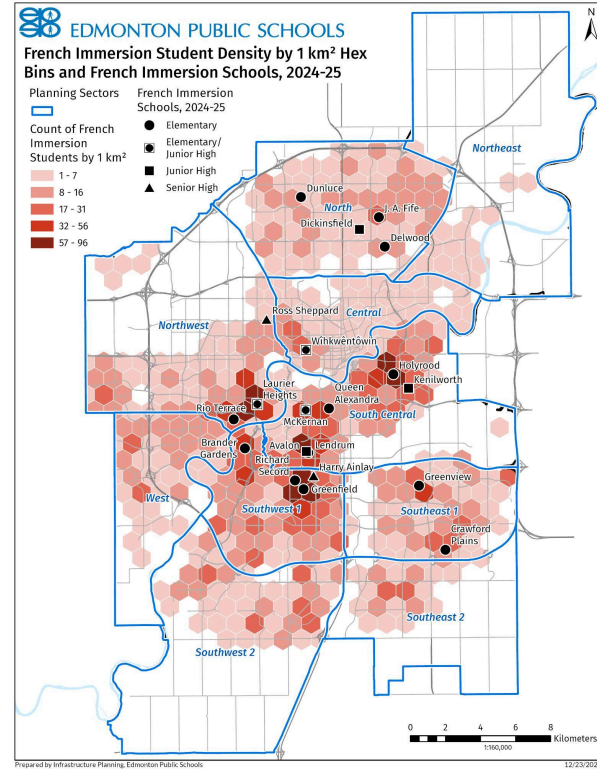 EDMONTON PUBLIC SCHOOLS
French Immersion Student Density by 1 km² Hex
Bins and French Immersion Schools, 2024-25
N
Planning Sectors
Count of French
Immersion
Students by 1 km²
1 - 7
8 - 16
17 - 31
32 - 56
57 - 96
French Immersion
Schools, 2024-25
Elementary
Elementary/
Junior High
Junior High
Senior High
Northeast
Dunluce
North
J. A. Fife
Dickinsfield
Delwood
Ross Sheppard
Central
Northwest
Wîhkwêntôwin
Holyrood
Kenilworth
Laurier
Heights
Queen
Alexandra
Rio Terrace
McKernan
South Central
Brander
Gardens
Avalon
Lendrum
Richard
Secord
Harry Ainlay
Greenfield
Greenview
West
Southwest 1
Southeast 1
Crawford
Plains
Southeast 2
Southwest 2
0 2 4 6 8
Kilometers
1:160,000
Prepared by Infrastructure Planning, Edmonton Public Schools
12/23/202